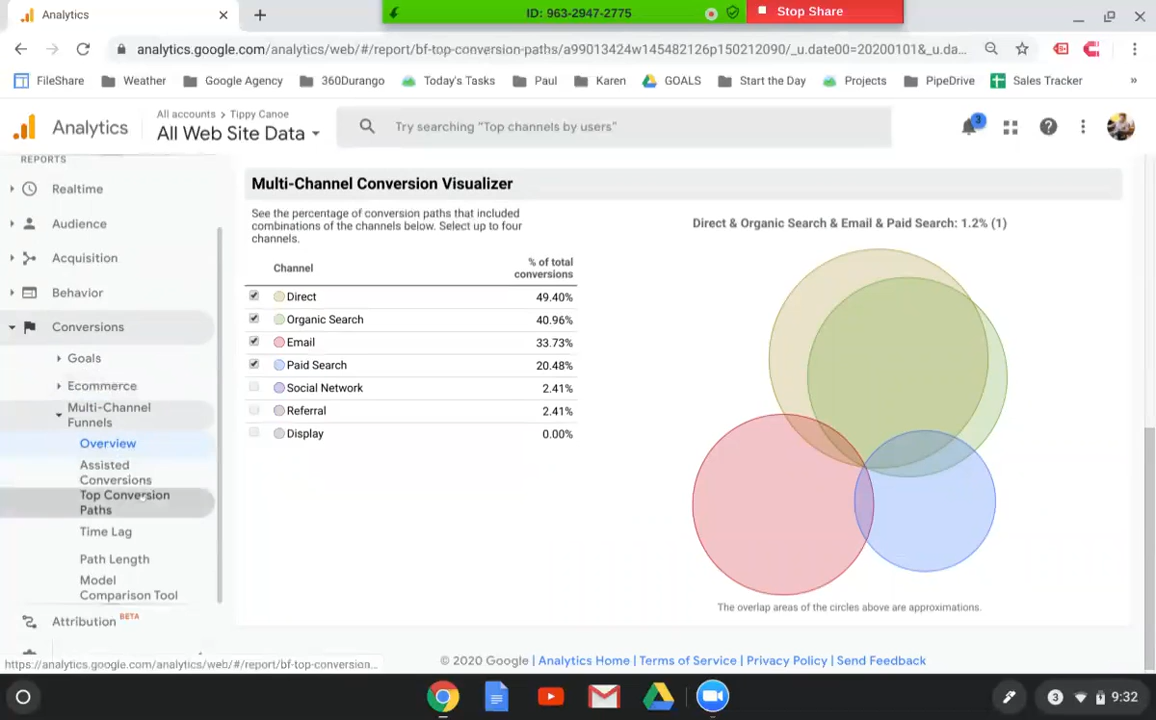 Analytics
ID: 963-2947-2775
Stop Share
analytics.google.com/analytics/web/#/report/bf-top-conversion-paths/a99013424w145482126p150212090/_u.date00=20200101&_u.da...
FileShare
Weather
Google Agency
360Durango
Today's Tasks
Paul
Karen
GOALS
Start the Day
Projects
PipeDrive
Sales Tracker
»
Analytics
All accounts > Tippy Canoe
All Web Site Data
Try searching "Top channels by users"
3
REPORTS
Realtime
Audience
Acquisition
Behavior
Conversions
Goals
Ecommerce
Multi-Channel
Funnels
Overview
Assisted
Conversions
Top Conversion
Paths
Time Lag
Path Length
Model
Comparison Tool
Attribution BETA
Multi-Channel Conversion Visualizer
See the percentage of conversion paths that included
combinations of the channels below. Select up to four
channels.
Channel
% of total
conversions
Direct 49.40%
Organic Search 40.96%
Email 33.73%
Paid Search 20.48%
Social Network 2.41%
Referral 2.41%
Display 0.00%
Direct & Organic Search & Email & Paid Search: 1.2% (1)
The overlap areas of the circles above are approximations.
© 2020 Google | Analytics Home | Terms of Service | Privacy Policy | Send Feedback
https://analytics.google.com/analytics/web/#/report/bf-top-conversion...
3
9:32